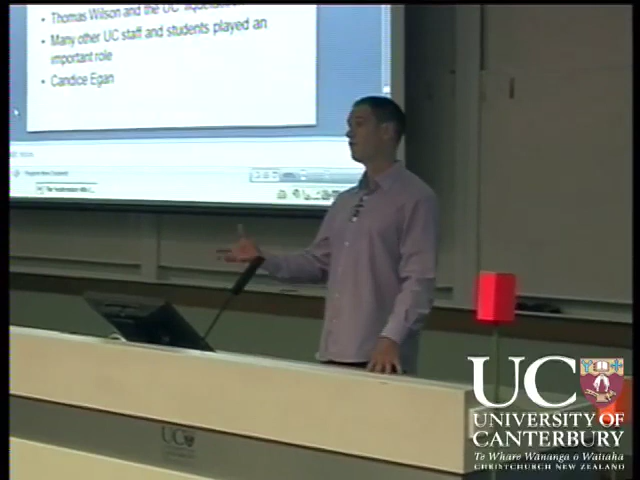 • Thomas Wilson and the UC
• Many other UC staff and students played an
important role
• Candice Egan
UC
UC
UNIVERSITY OF
CANTERBURY
Te Whare Wānanga o Waitaha
CHRISTCHURCH NEW ZEALAND